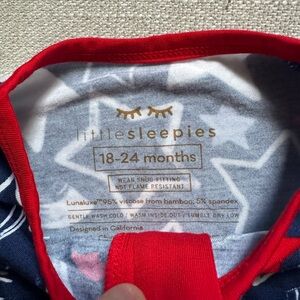 littlesleepies
18-24 months
WEAR SNUG-FITTING
NOT FLAME RESISTANT
Lunaluxe™ 95% viscose from bamboo, 5% spandex
GENTLE WASH COLD / WASH INSIDE OUT / TUMBLE DRY LOW
Designed in California